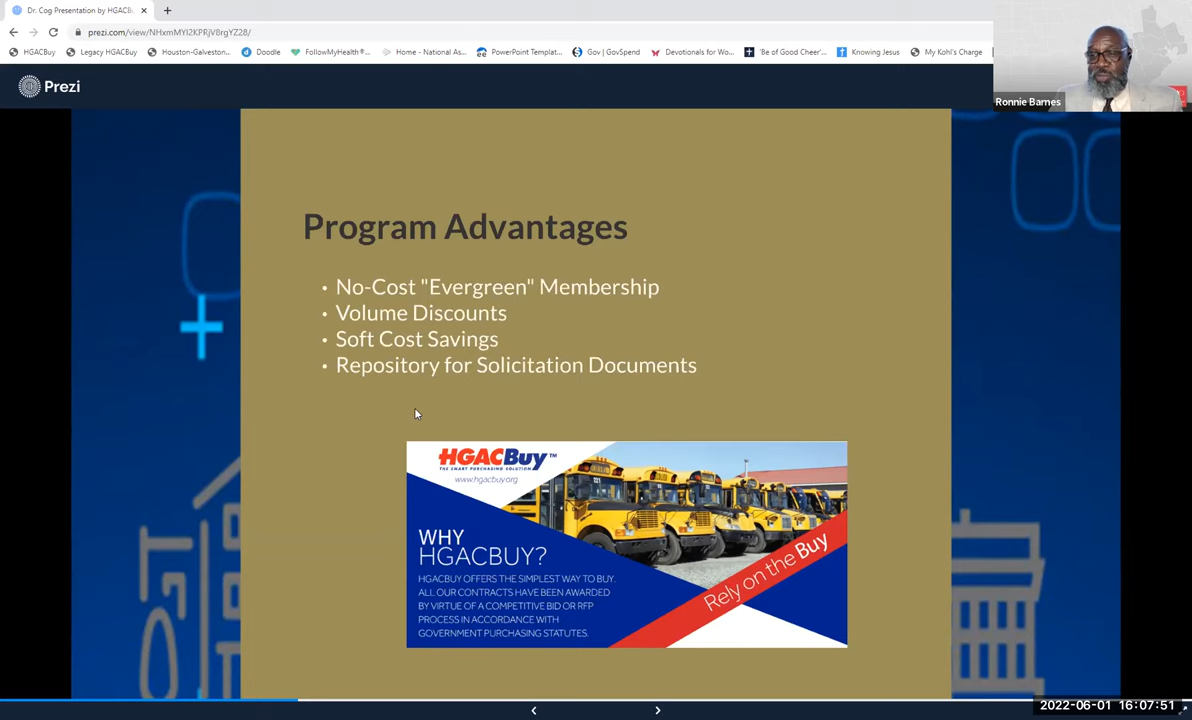 Dr. Cog Presentation by HGACB
prezi.com/view/NHxmMYl2KPRjV8rgYZ28/
HGACBuy
Legacy HGACBuy
Houston-Galveston...
Doodle
FollowMyHealth®...
Home - National As...
PowerPoint Templat...
Gov | GovSpend
Devotionals for Wo...
'Be of Good Cheer'...
Knowing Jesus
My Kohl's Charge
Prezi
Ronnie Barnes
Program Advantages
• No-Cost "Evergreen" Membership
• Volume Discounts
• Soft Cost Savings
• Repository for Solicitation Documents
HGACBuy™
THE SMART PURCHASING SOLUTION
www.hgacbuy.org
WHY
HGACBUY?
HGACBUY OFFERS THE SIMPLEST WAY TO BUY.
ALL OUR CONTRACTS HAVE BEEN AWARDED
BY VIRTUE OF A COMPETITIVE BID OR RFP
PROCESS IN ACCORDANCE WITH
GOVERNMENT PURCHASING STATUTES.
Rely on the Buy
2022-06-01 16:07:51